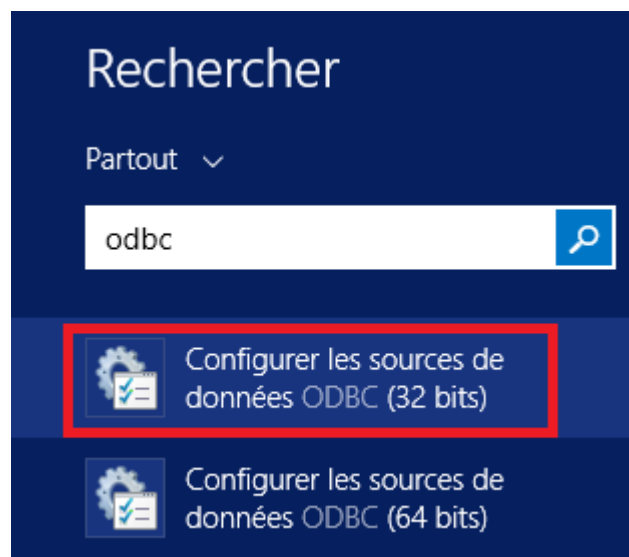 Rechercher
Partout
odbc
Configurer les sources de
données ODBC (32 bits)
Configurer les sources de
données ODBC (64 bits)